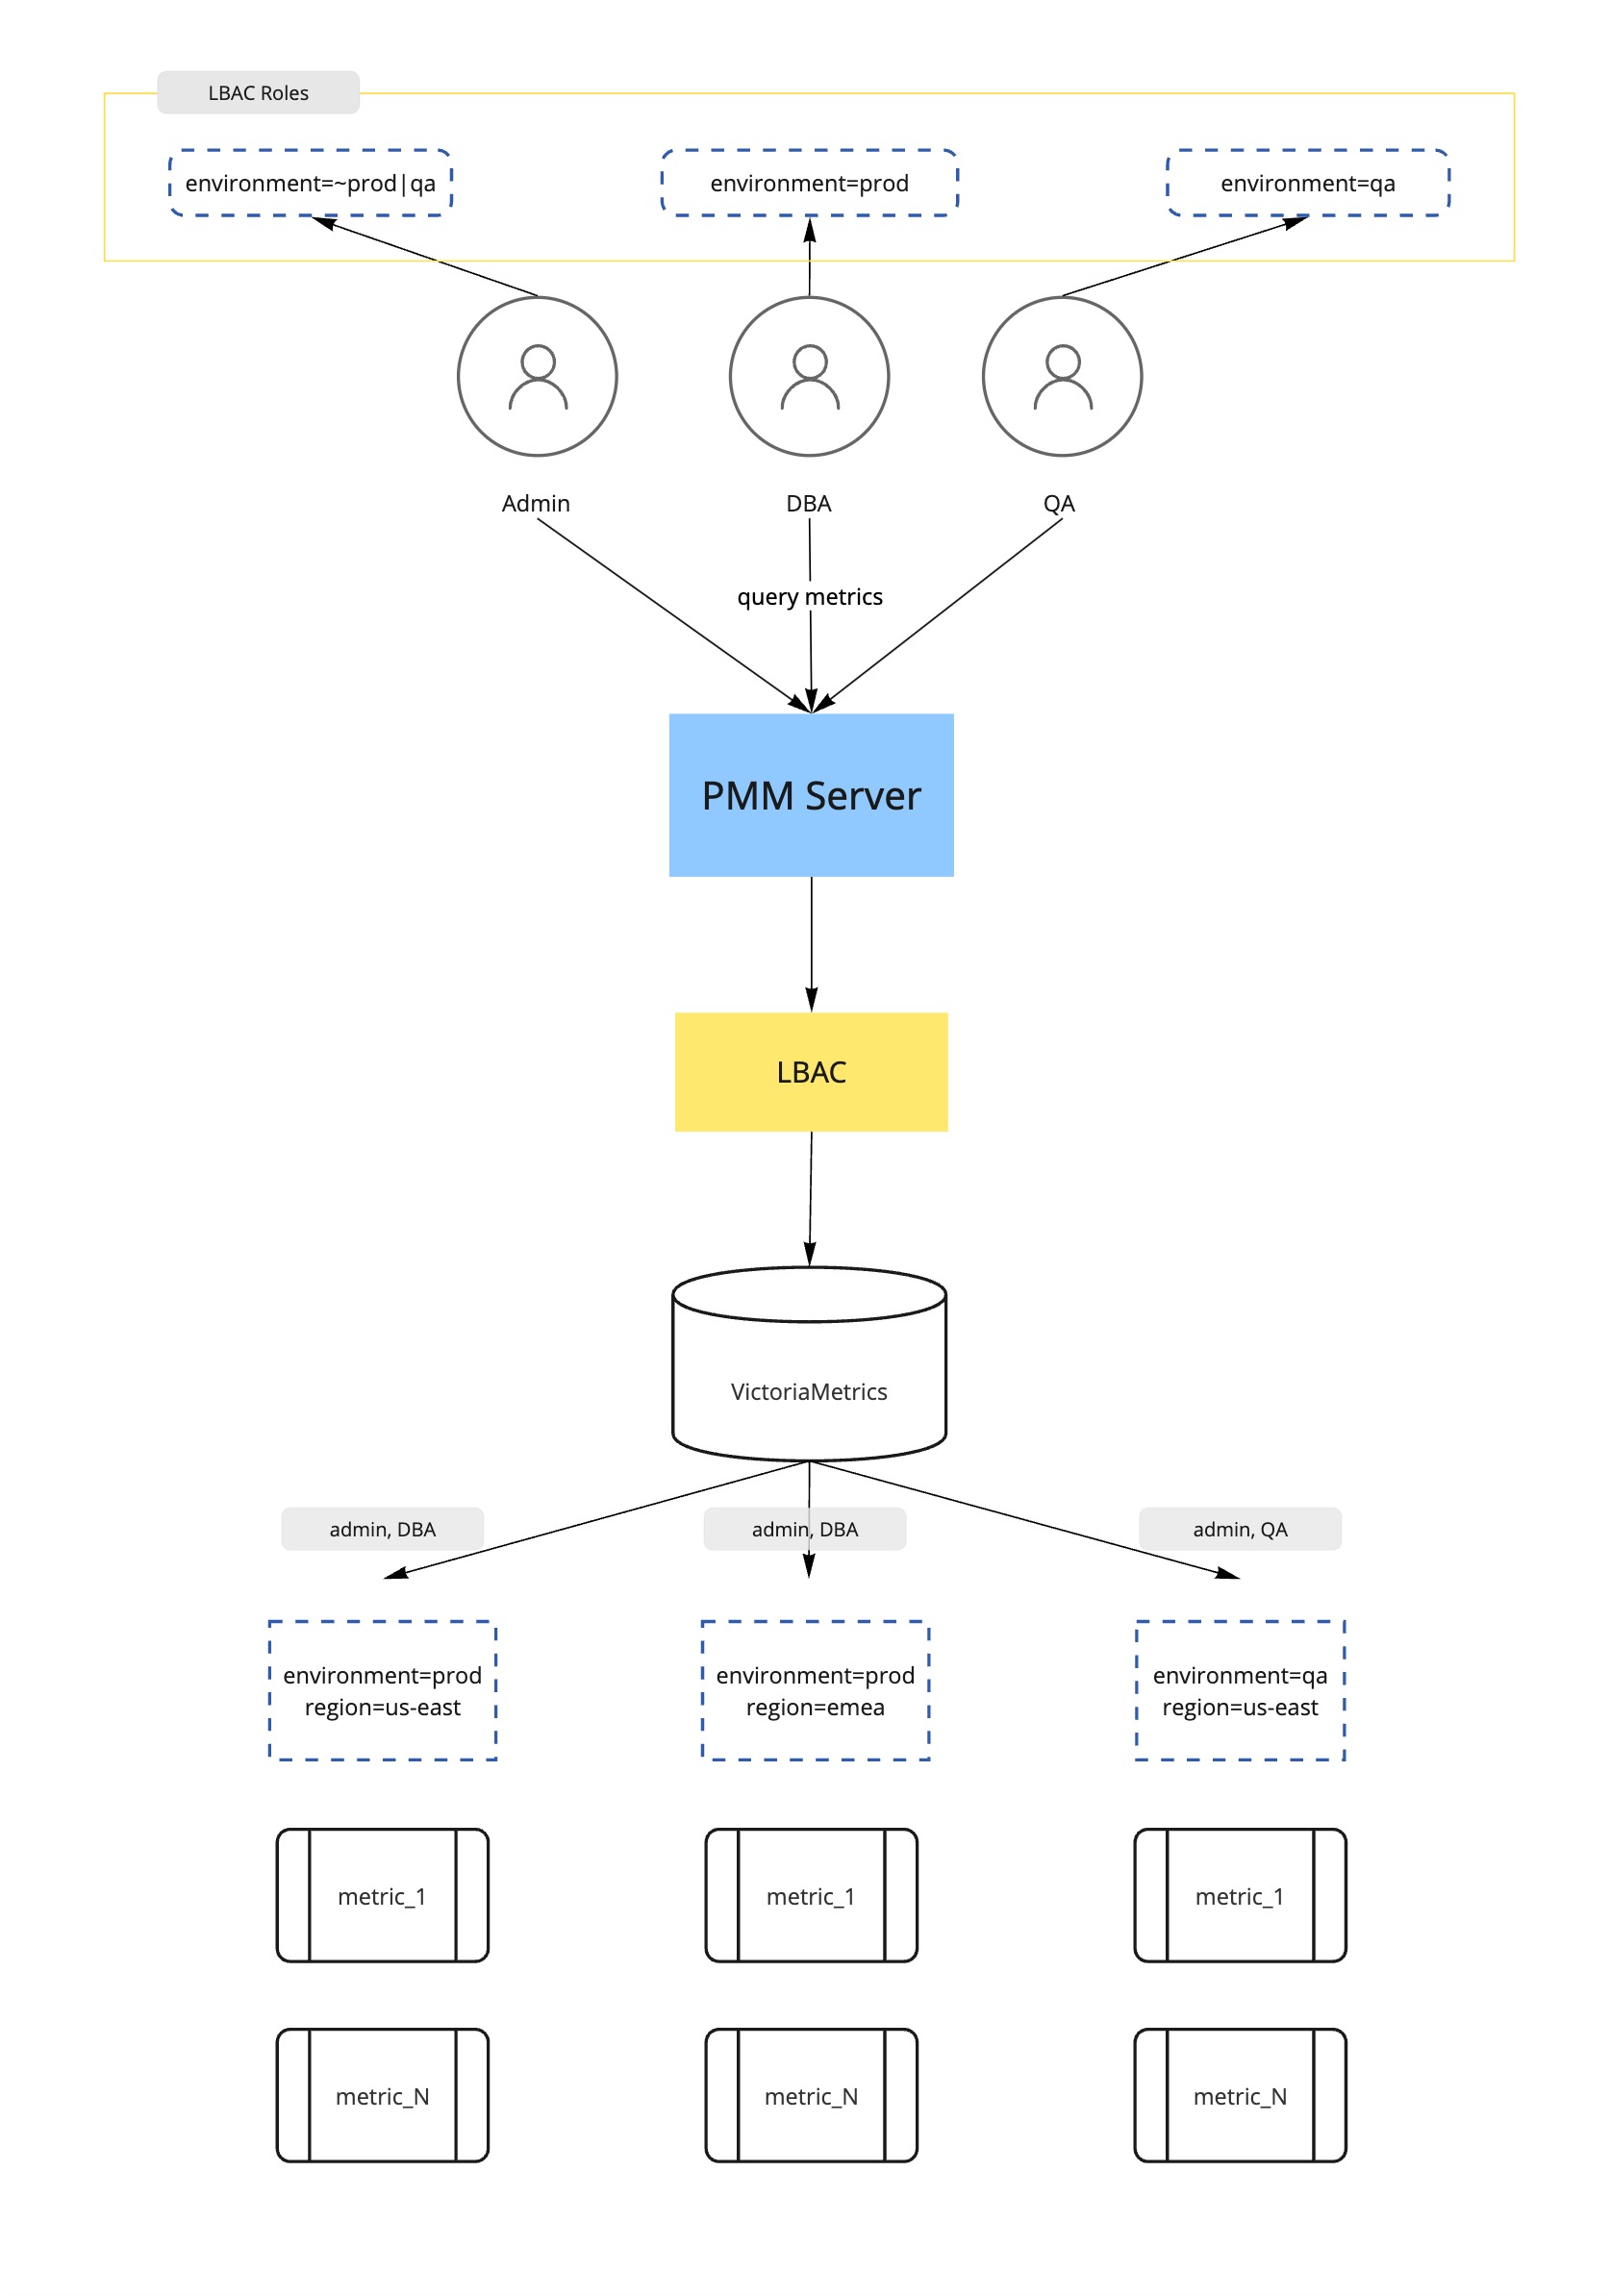 LBAC Roles
environment=~prod|qa
environment=prod
environment=qa
Admin
DBA
QA
query metrics
PMM Server
LBAC
VictoriaMetrics
admin, DBA
admin, DBA
admin, QA
environment=prod
region=us-east
environment=prod
region=emea
environment=qa
region=us-east
metric_1
metric_1
metric_1
metric_N
metric_N
metric_N